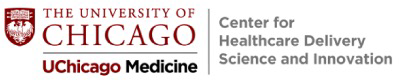 THE UNIVERSITY OF
CHICAGO
UChicago Medicine
Center for
Healthcare Delivery
Science and Innovation